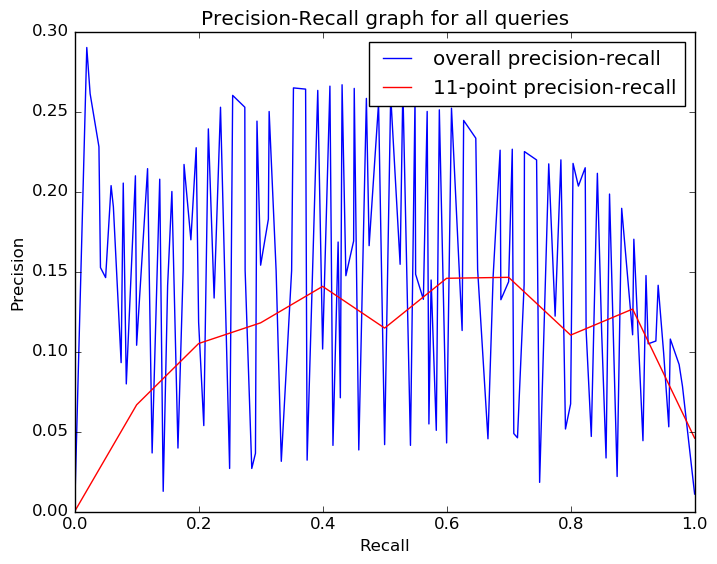 Precision-Recall graph for all queries
overall precision-recall
11-point precision-recall
Precision
0.30
0.25
0.20
0.15
0.10
0.05
0.00
0.0 0.2 0.4 0.6 0.8 1.0
Recall